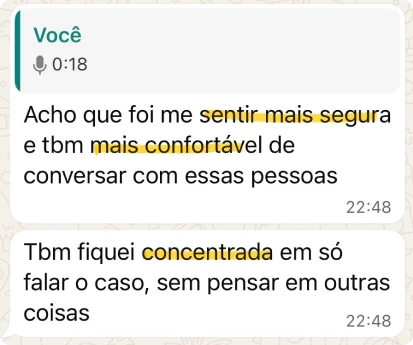 Você
0:18
Acho que foi me sentir mais segura
e tbm mais confortável de
conversar com essas pessoas
22:48
Tbm fiquei concentrada em só
falar o caso, sem pensar em outras
coisas
22:48